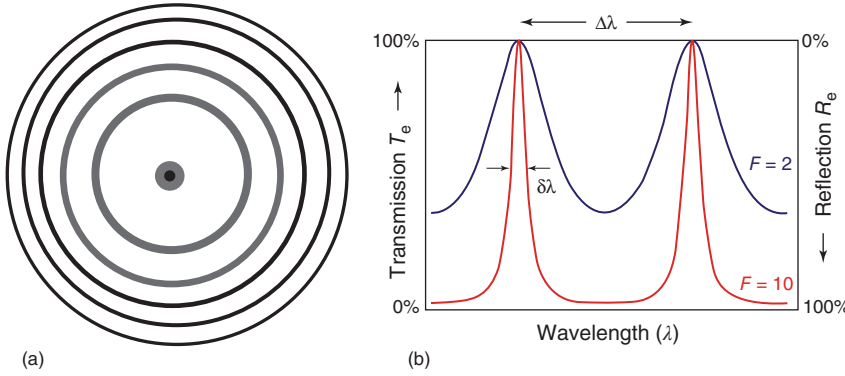 (a)
Δλ
100%
0%
Transmission Te →
δλ
F = 2
F = 10
0%
100%
← Reflection Re
Wavelength (λ)
(b)